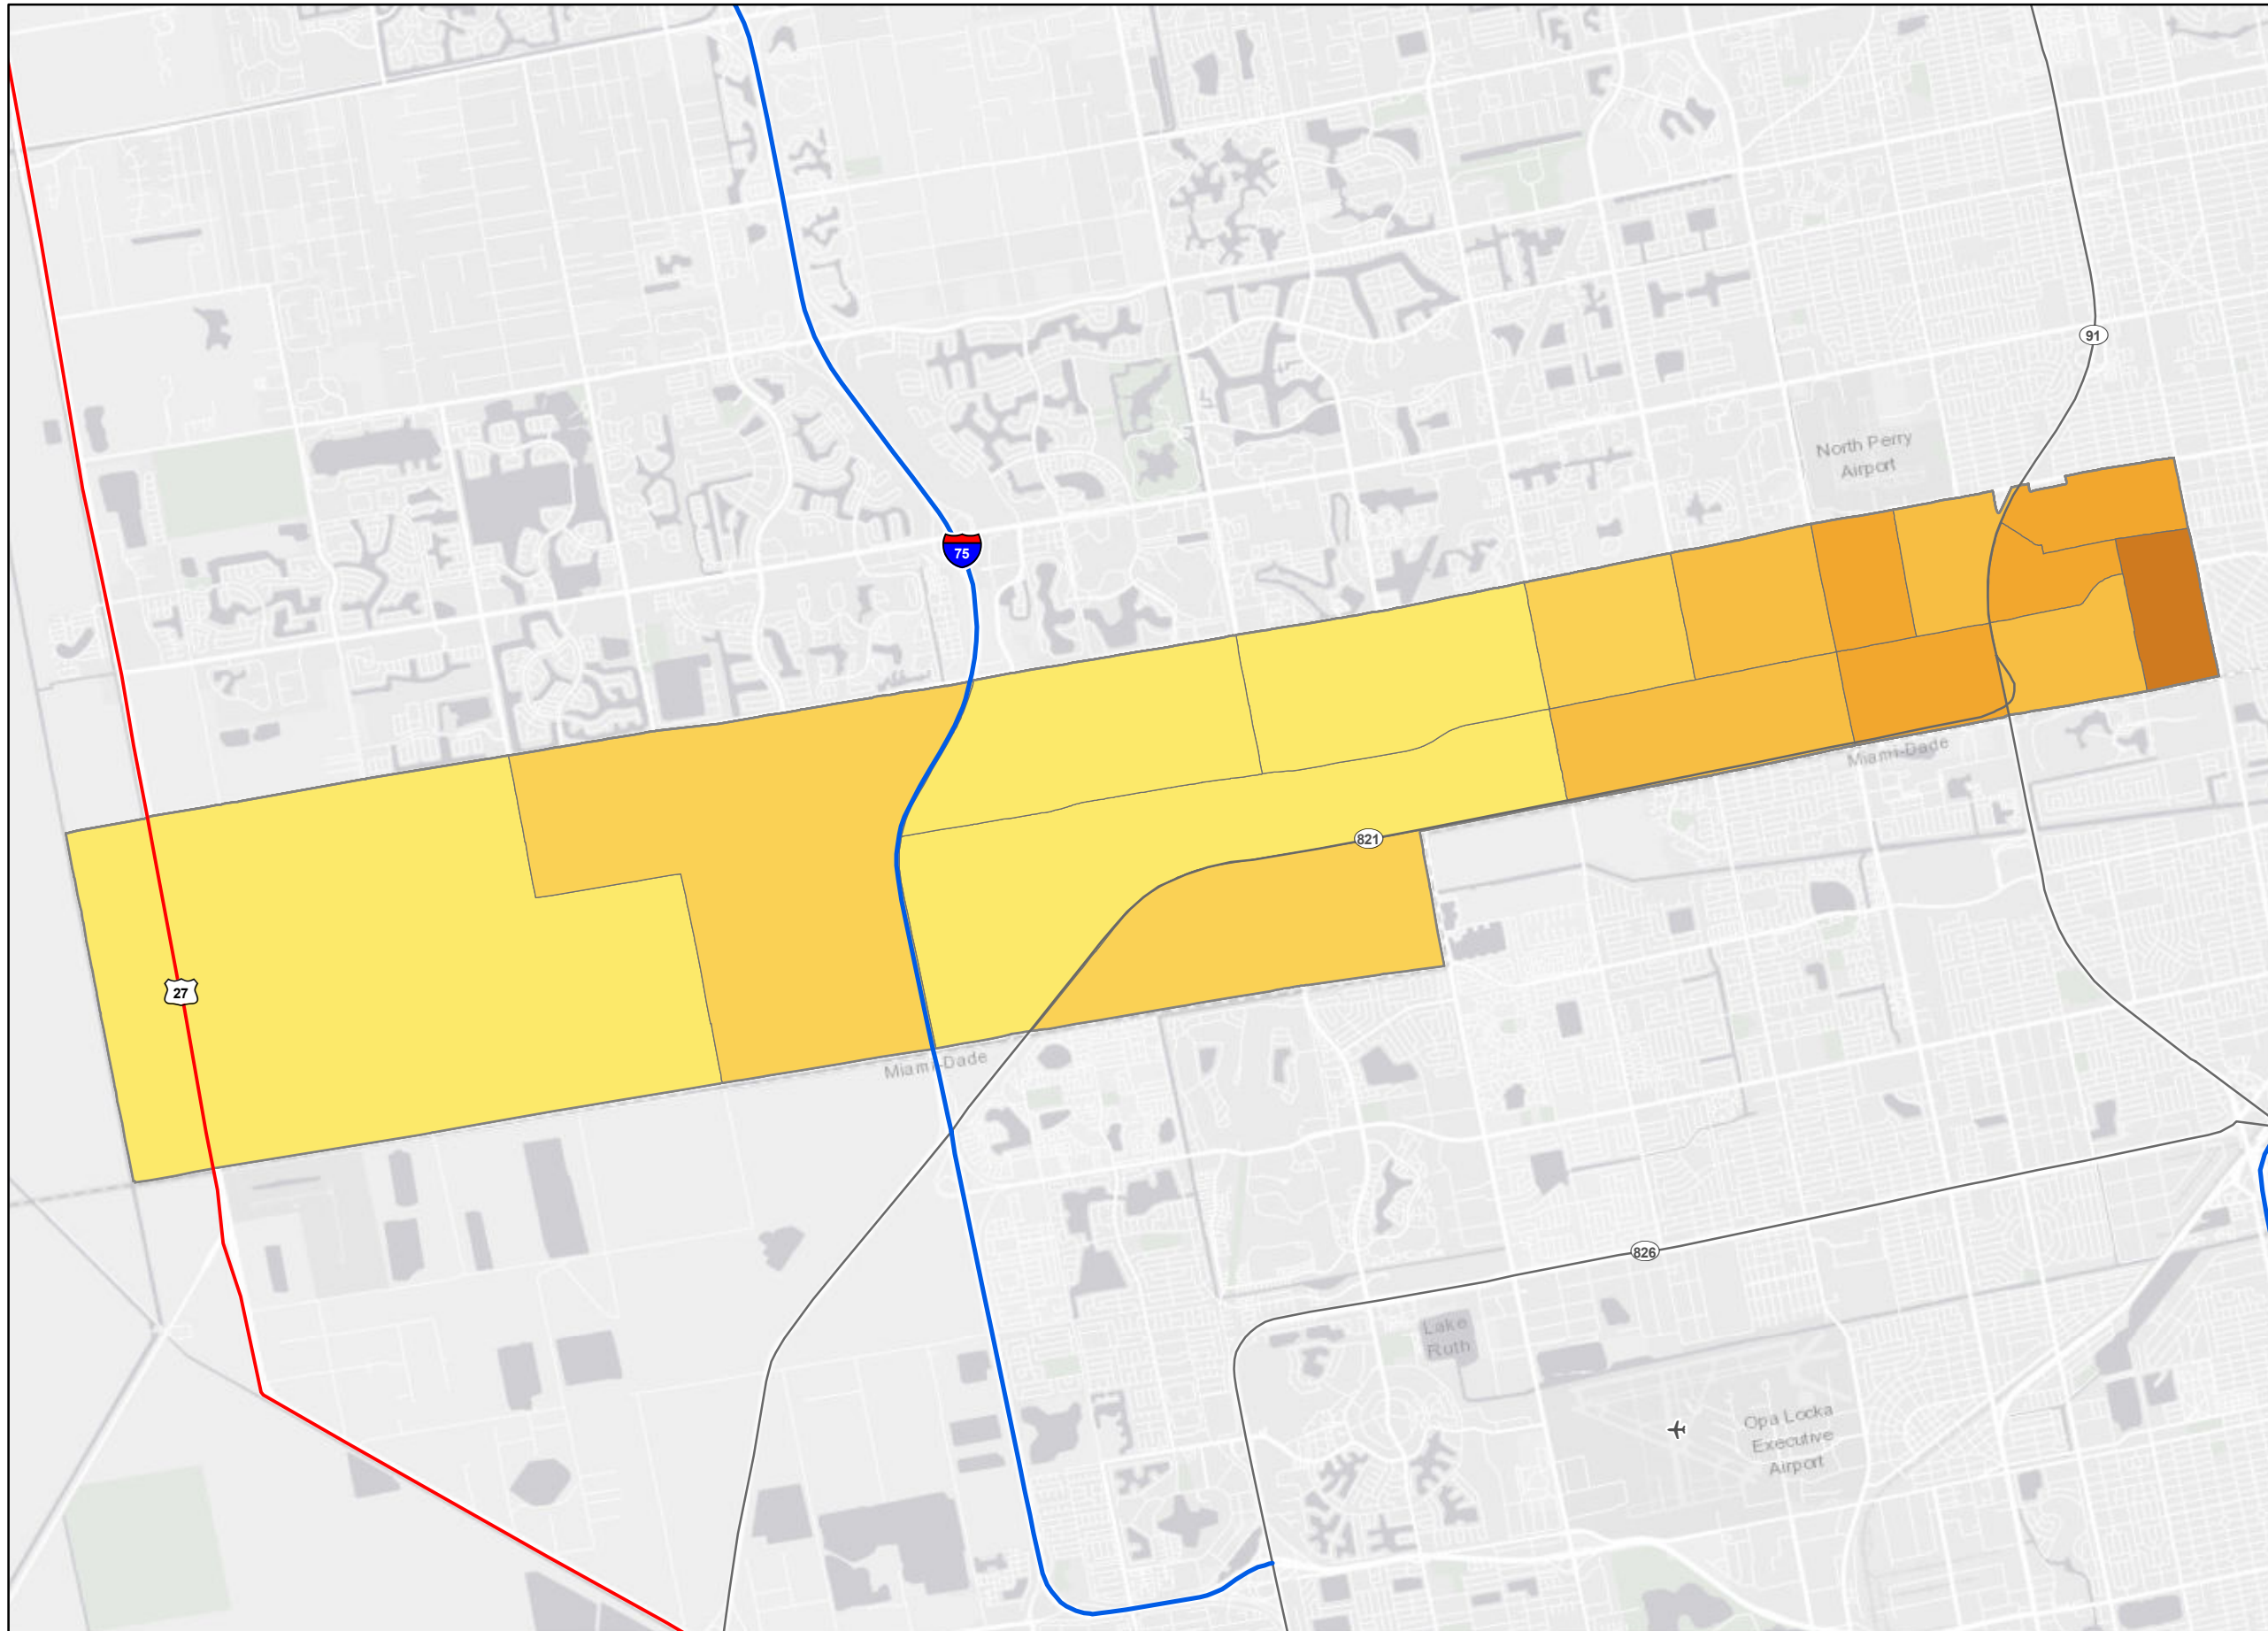 91
North Perry
Airport
75
Miami-Dade
821
27
Miami-Dade
826
Lake
Ruth
Opa Locka
Executive
Airport